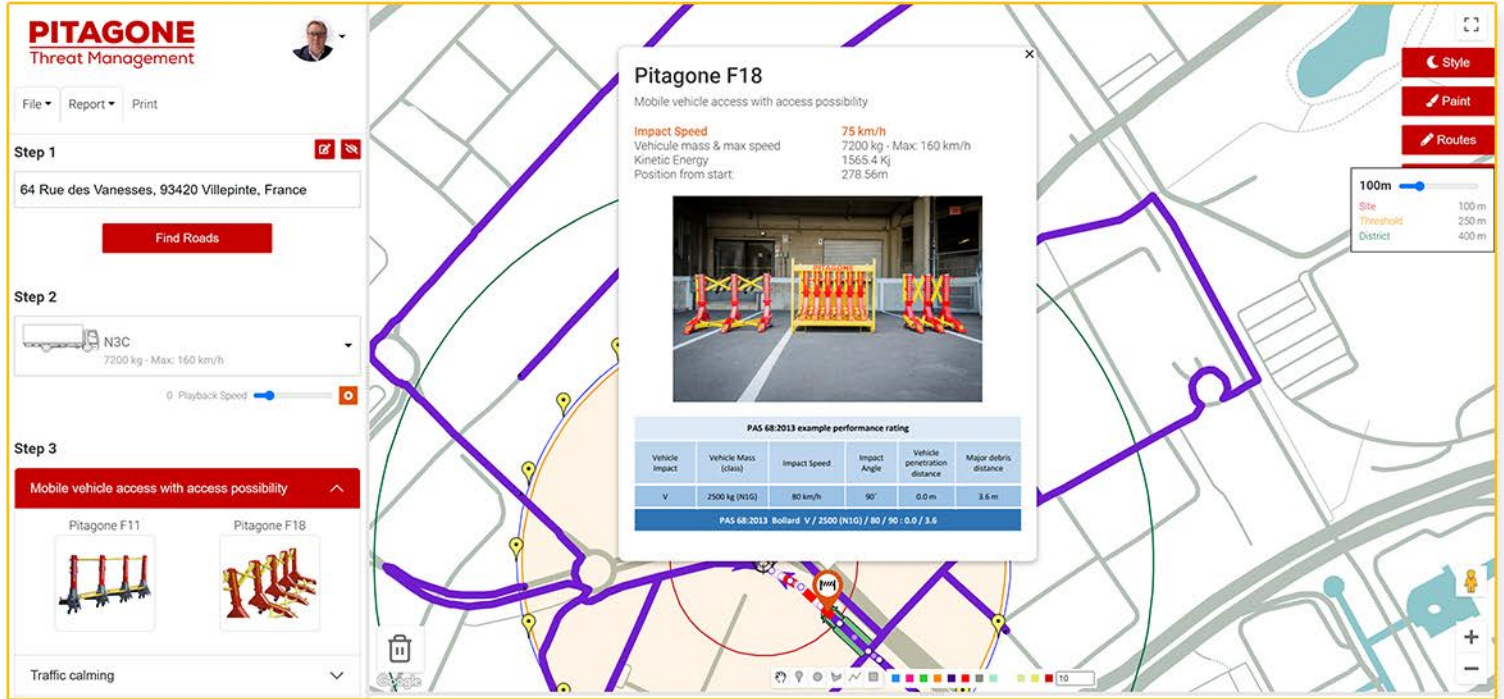 PITAGONE
Threat Management
File
Report
Print
Step 1
64 Rue des Vanesses, 93420 Villepinte, France
Find Roads
Step 2
N3C
7200 kg - Max: 160 km/h
0 Playback Speed
Step 3
Mobile vehicle access with access possibility
Pitagone F11
Pitagone F18
Traffic calming
Pitagone F18
Mobile vehicle access with access possibility
Impact Speed 75 km/h
Vehicule mass & max speed 7200 kg - Max: 160 km/h
Kinetic Energy 1565.4 Kj
Position from start: 278.56m
PITAGONE
PAS 68:2013 example performance rating
Vehicle Impact
Vehicle Mass (class)
Impact Speed
Impact Angle
Vehicle penetration distance
Major debris distance
V 2500 kg (N1G) 80 km/h 90° 0.0 m 3.6 m
PAS 68:2013 Bollard V / 2500 (N1G) / 80 / 90 : 0.0 / 3.6
Style
Paint
Routes
100m
Site 100 m
Threshold 250 m
District 400 m
Google
10